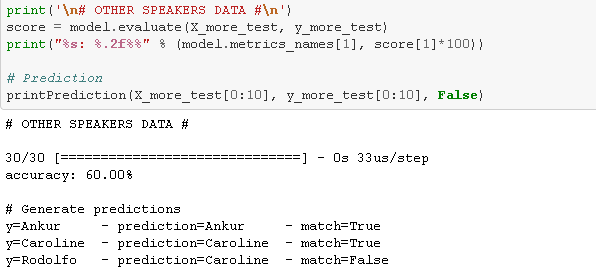 print('\n# OTHER SPEAKERS DATA #\n')
score = model.evaluate(X_more_test, y_more_test)
print("%s: %.2f%%" % (model.metrics_names[1], score[1]*100))
# Prediction
printPrediction(X_more_test[0:10], y_more_test[0:10], False)
# OTHER SPEAKERS DATA #
30/30 [==============================] - 0s 33us/step
accuracy: 60.00%
# Generate predictions
y=Ankur     - prediction=Ankur     - match=True
y=Caroline  - prediction=Caroline  - match=True
y=Rodolfo   - prediction=Caroline  - match=False